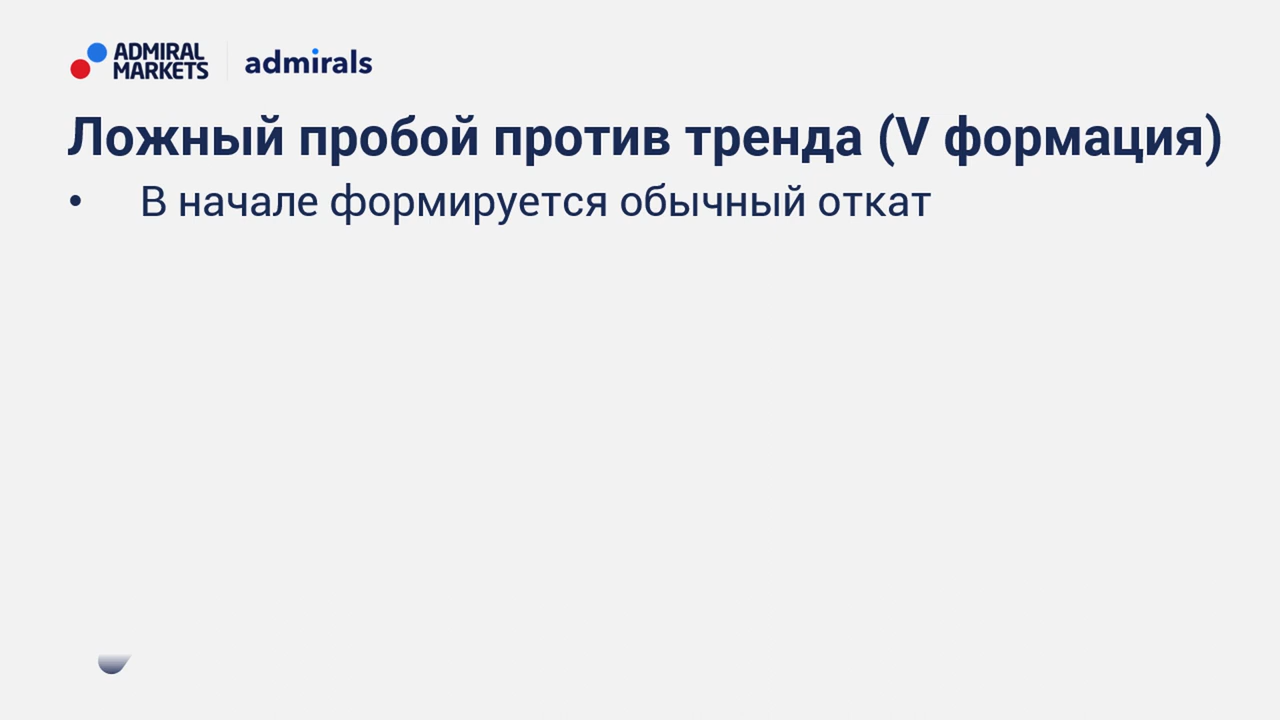 ADMIRAL
MARKETS
admirals
Ложный пробой против тренда (V формация)
• В начале формируется обычный откат